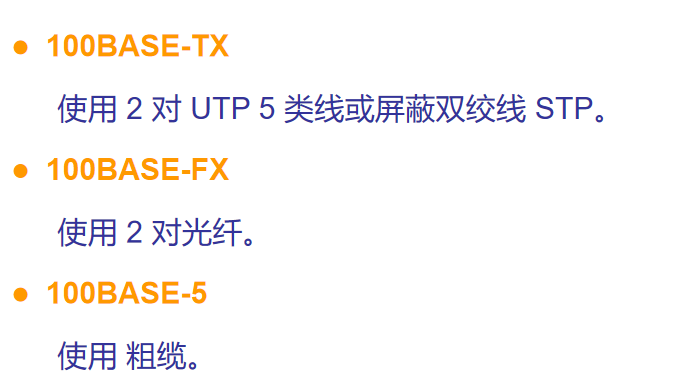 ● 100BASE-TX
使用 2 对 UTP 5 类线或屏蔽双绞线 STP。
● 100BASE-FX
使用 2 对光纤。
● 100BASE-5
使用 粗缆。